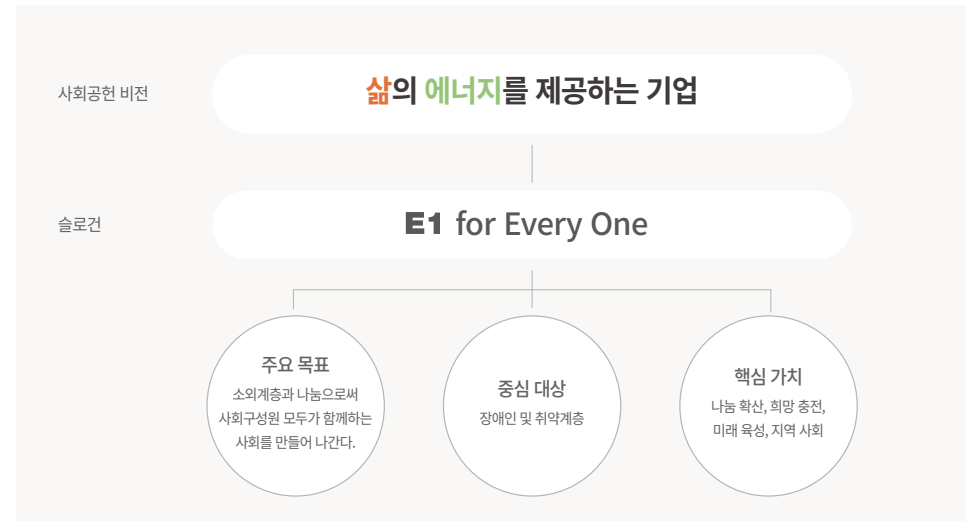 사회공헌 비전
삶의 에너지를 제공하는 기업
슬로건
E1 for Every One
주요 목표
소외계층과 나눔으로써
사회구성원 모두가 함께하는
사회를 만들어 나간다.
중심 대상
장애인 및 취약계층
핵심 가치
나눔 확산, 희망 충전,
미래 육성, 지역 사회